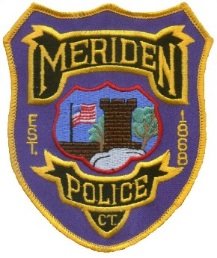 MERIDEN
EST. 1868
POLICE
CT.